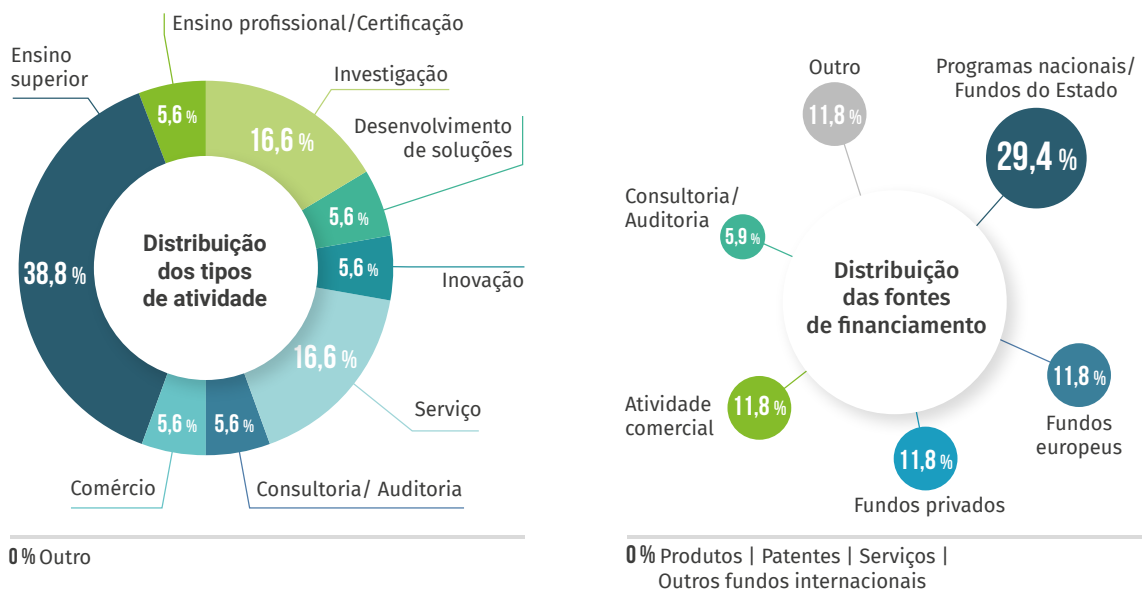 Ensino profissional/Certificação
Ensino
superior
Investigação
Desenvolvimento
de soluções
Inovação
Serviço
Consultoria/ Auditoria
Comércio
5,6 %
16,6 %
5,6 %
5,6 %
16,6 %
5,6 %
5,6 %
38,8 %
Distribuição
dos tipos
de atividade
0 % Outro
Outro
11,8 %
Programas nacionais/
Fundos do Estado
29,4 %
Consultoria/
Auditoria
5,9 %
Distribuição
das fontes
de financiamento
11,8 %
Fundos
europeus
Atividade
comercial
11,8 %
11,8 %
Fundos privados
0 % Produtos | Patentes | Serviços |
Outros fundos internacionais